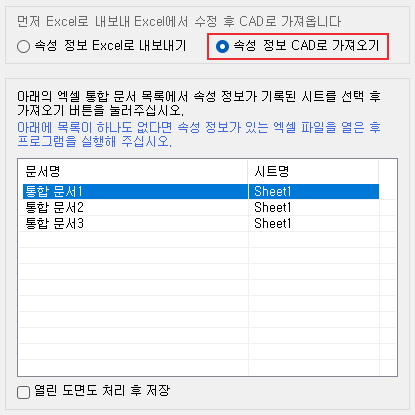 먼저 Excel로 내보내 Excel에서 수정 후 CAD로 가져옵니다
속성 정보 Excel로 내보내기
속성 정보 CAD로 가져오기
아래의 엑셀 통합 문서 목록에서 속성 정보가 기록된 시트를 선택 후
가져오기 버튼을 눌러주십시오.
아래에 목록이 하나도 없다면 속성 정보가 있는 엑셀 파일을 열은 후
프로그램을 실행해 주십시오.
문서명 시트명
통합 문서1 Sheet1
통합 문서2 Sheet1
통합 문서3 Sheet1
열린 도면도 처리 후 저장